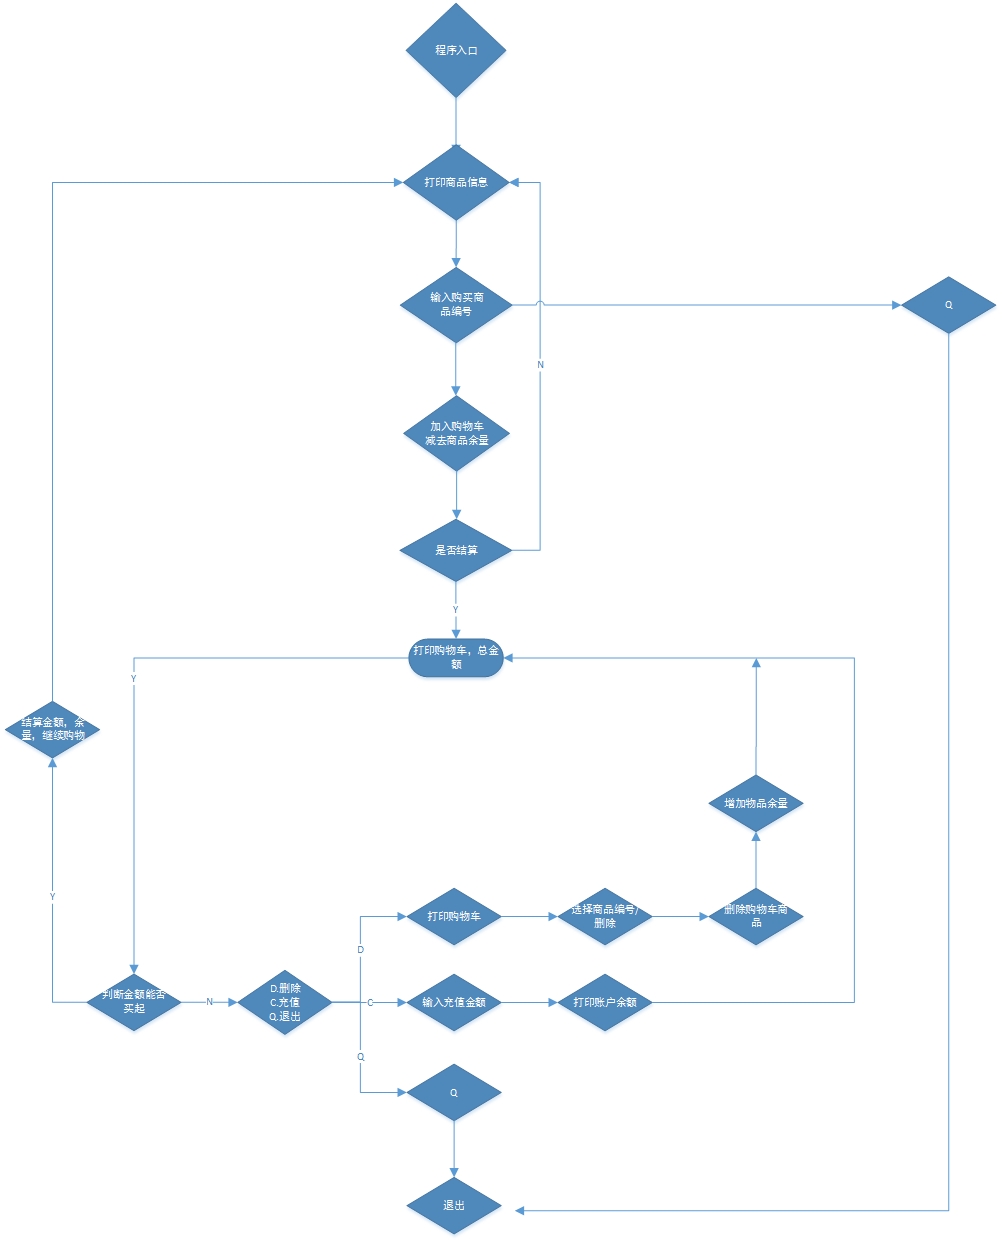 程序入口
打印商品信息
输入购买商
品编号
Q
N
加入购物车
减去商品余量
是否结算
Y
打印购物车，总金
额
Y
结算金额，余
量，继续购物
增加物品余量
Y
打印购物车
选择商品编号/
删除
删除购物车商
品
D
判断金额能否
买起
N
D.删除
C.充值
Q.退出
C
输入充值金额
打印账户余额
Q
Q
退出